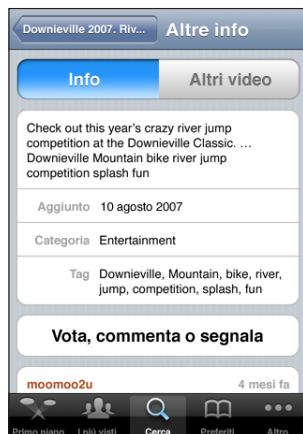 Downieville 2007. Riv... Altre info
Info Altri video
Check out this year's crazy river jump
competition at the Downieville Classic. ...
Downieville Mountain bike river jump
competition splash fun
Aggiunto 10 agosto 2007
Categoria Entertainment
Tag Downieville, Mountain, bike, river,
jump, competition, splash, fun
Vota, commenta o segnala
moomoo2u 4 mesi fa
Primo piano I più visti Cerca Preferiti Altro